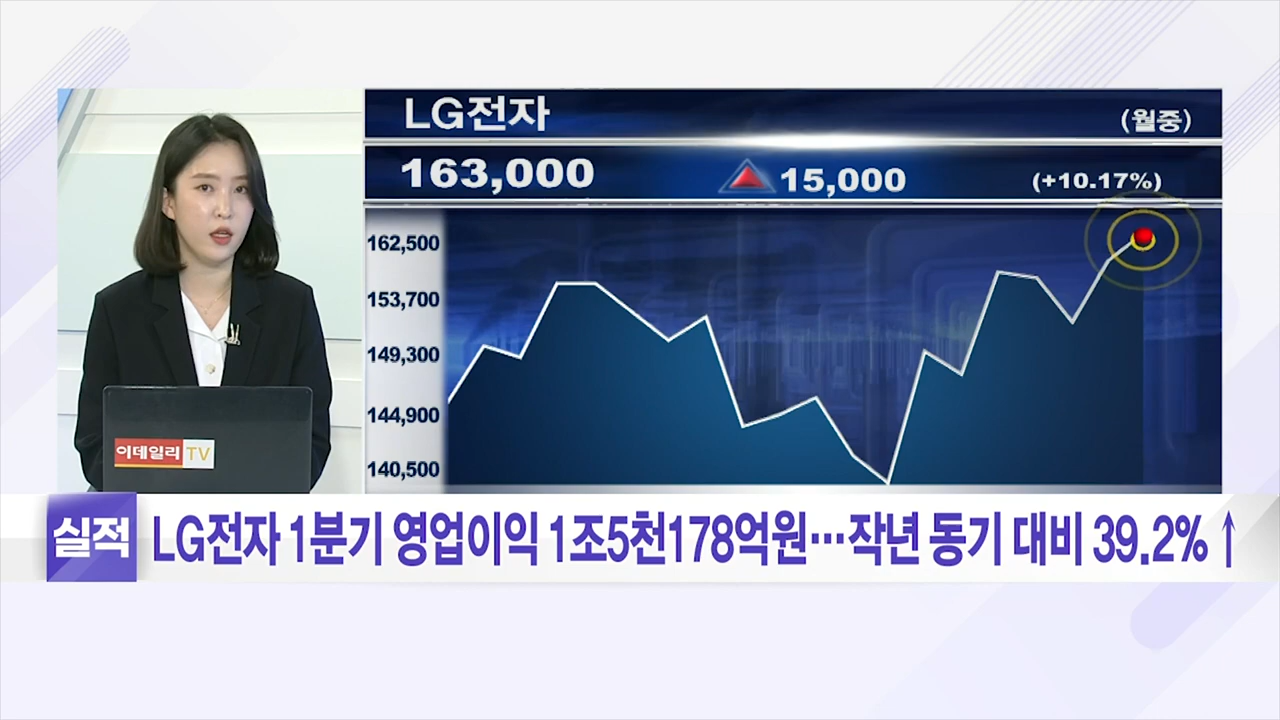 LG전자
(월중)
163,000 ▲ 15,000 (+10.17%)
162,500
153,700
149,300
144,900
140,500
이데일리 TV
실적 LG전자 1분기 영업이익 1조5천178억원…작년 동기 대비 39.2%↑